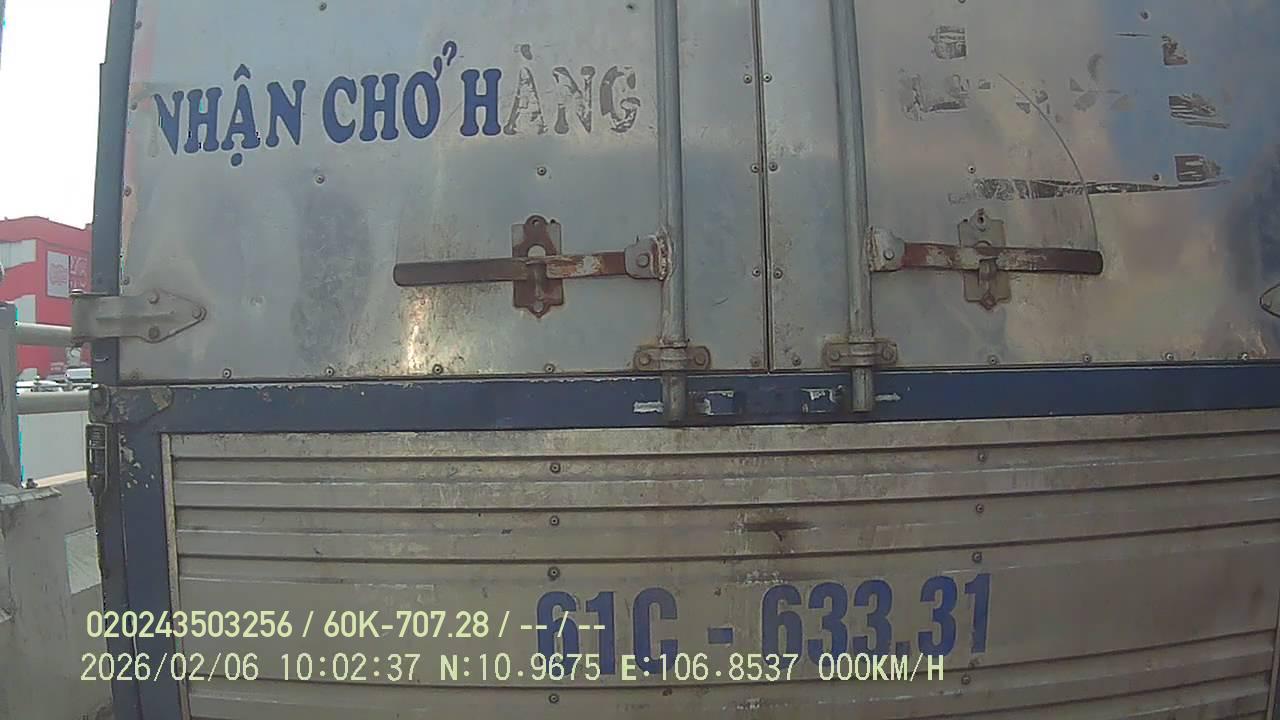 NHẬN CHỞ HÀNG
61C - 633.31
020243503256 / 60K-707.28 / -- / --
2026/02/06 10:02:37 N:10.9675 E:106.8537 000KM/H